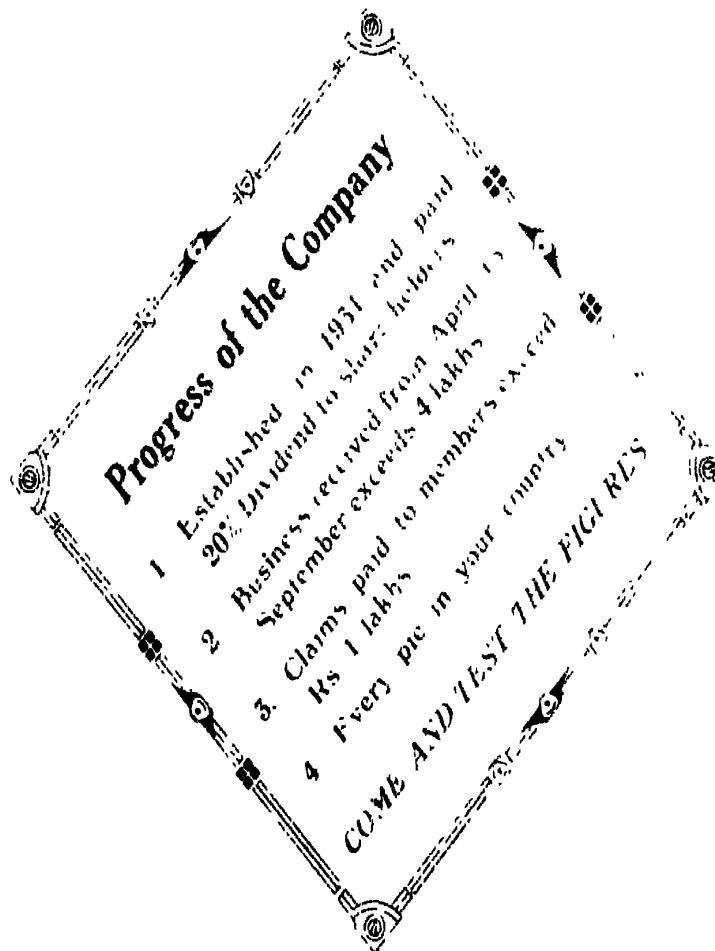 Progress of the Company
1 Established in 1931 and paid
20% Dividend to share holders
2 Business received from April to
September exceeds 4 lakhs
3. Claims paid to members exceed
Rs 1 lakhs
4 Every pie in your country
COME AND TEST THE FIGURES